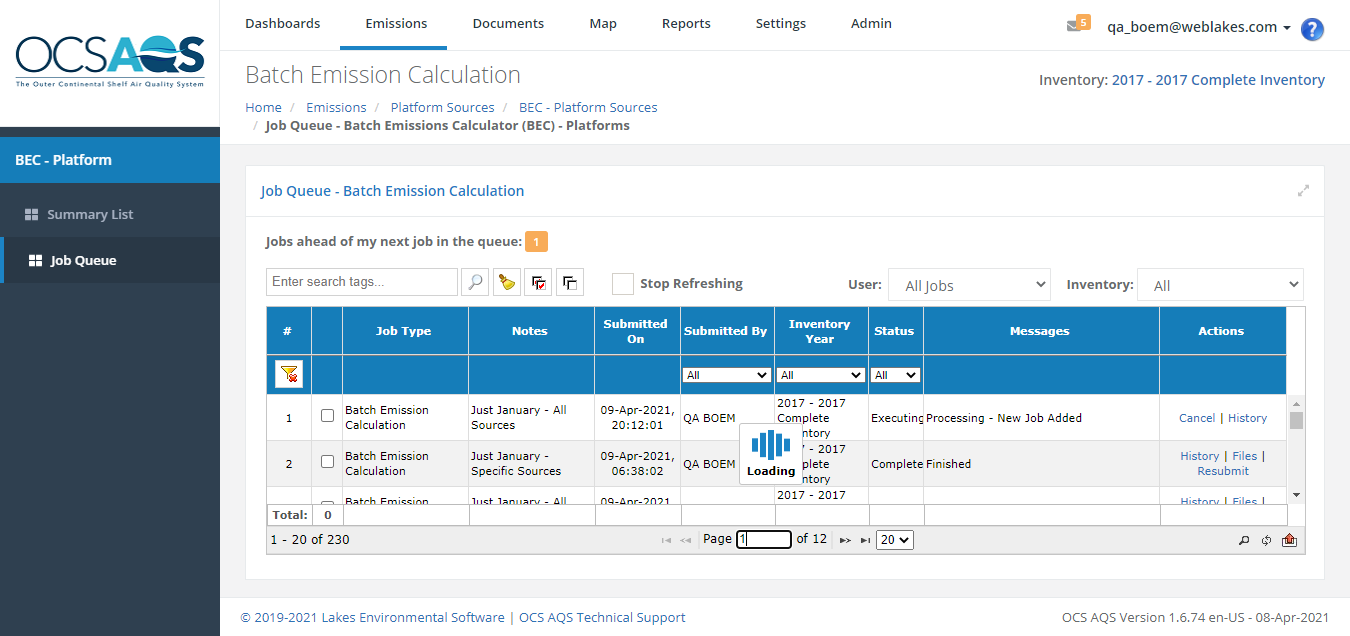 OCSAQS
The Outer Continental Shelf Air Quality System
Dashboards Emissions Documents Map Reports Settings Admin
5 qa_boem@weblakes.com ?
Batch Emission Calculation
Inventory: 2017 - 2017 Complete Inventory
Home / Emissions / Platform Sources / BEC - Platform Sources
/ Job Queue - Batch Emissions Calculator (BEC) - Platforms
BEC - Platform
Summary List
Job Queue
Job Queue - Batch Emission Calculation
Jobs ahead of my next job in the queue: 1
Enter search tags... Stop Refreshing User: All Jobs Inventory: All
# Job Type Notes Submitted On Submitted By Inventory Year Status Messages Actions
All All All
1 Batch Emission Calculation Just January - All Sources 09-Apr-2021, 20:12:01 QA BOEM 2017 - 2017 Complete ntory Executing Processing - New Job Added Cancel | History
2 Batch Emission Calculation Just January - Specific Sources 09-Apr-2021, 06:38:02 QA BOEM - 2017 plete ntory Complete Finished History | Files | Resubmit
Loading
Batch Emission Just January - All 09-Apr-2021 2017 - 2017 History | Files |
Total: 0
1 - 20 of 230 Page 1 of 12 20
© 2019-2021 Lakes Environmental Software | OCS AQS Technical Support
OCS AQS Version 1.6.74 en-US - 08-Apr-2021